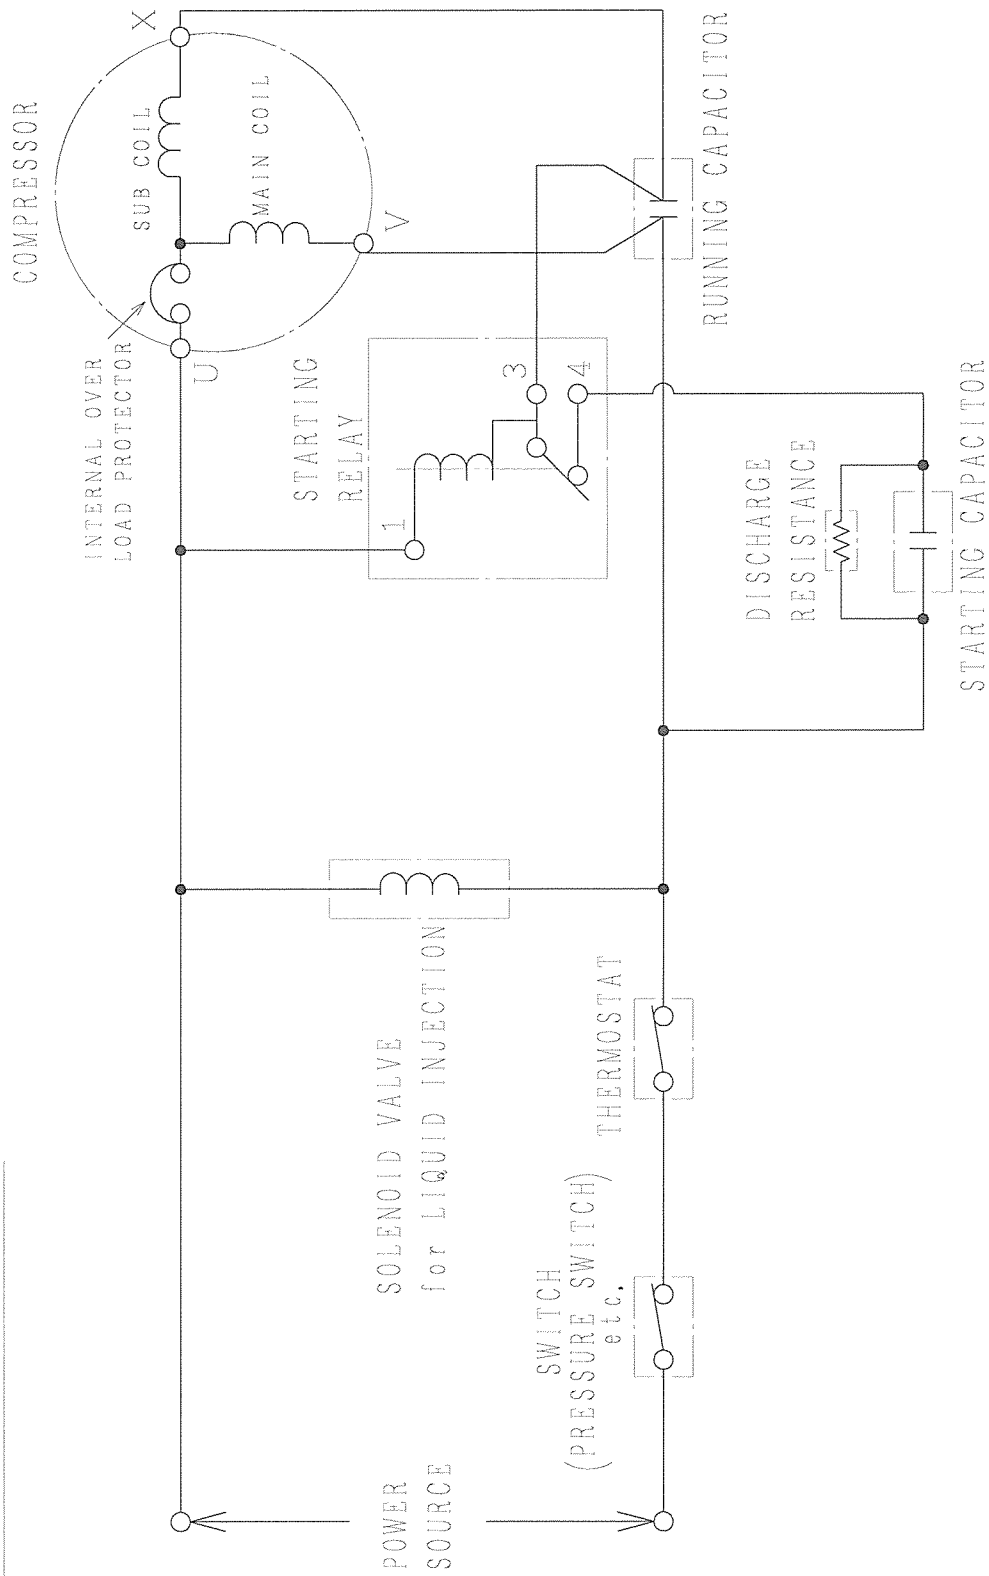 COMPRESSOR
X
SUB COIL
MAIN COIL
V
U
INTERNAL OVER
LOAD PROTECTOR
STARTING
RELAY
1
3
4
RUNNING CAPACITOR
DISCHARGE
RESISTANCE
STARTING CAPACITOR
SOLENOID VALVE
for LIQUID INJECTION
THERMOSTAT
SWITCH
(PRESSURE SWITCH)
etc.
POWER
SOURCE